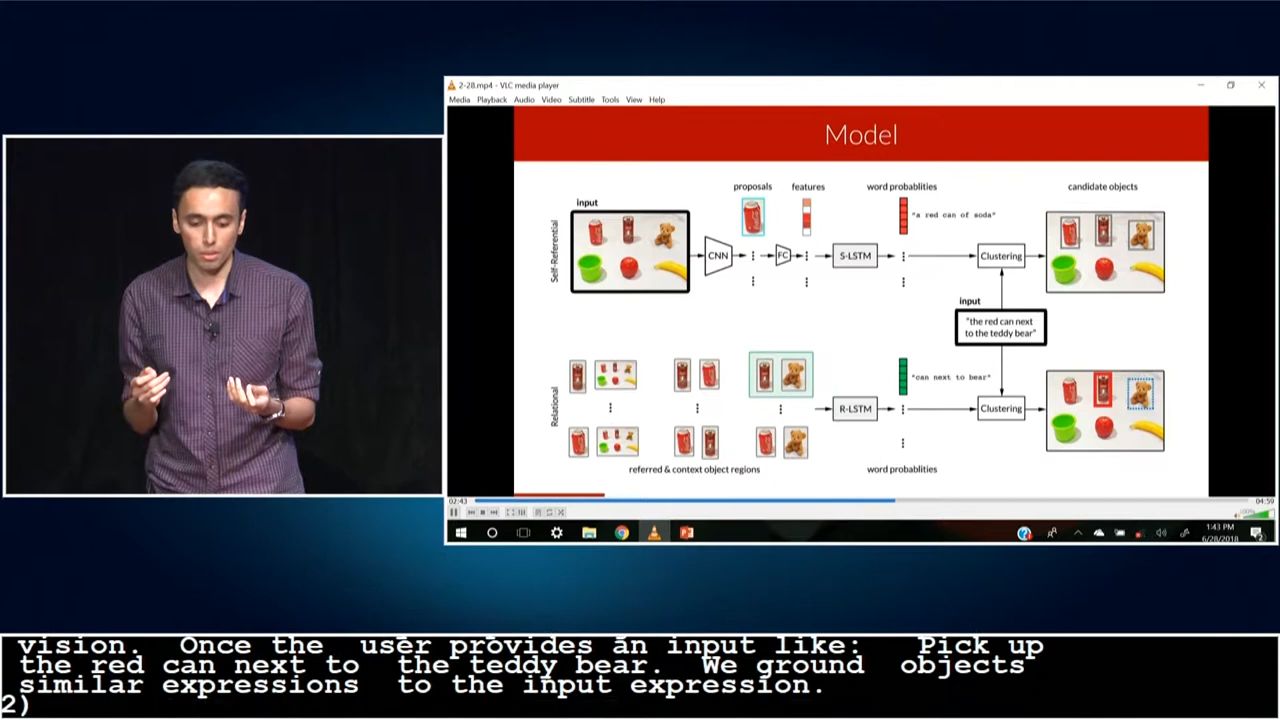 2-28.mp4 - VLC media player
Media Playback Audio Video Subtitle Tools View Help
Model
proposals features word probablities candidate objects
input
Self-Referential
"a red can of soda"
CNN
FC
S-LSTM
Clustering
input
"the red can next
to the teddy bear"
Relational
"can next to bear"
R-LSTM
Clustering
referred & context object regions
word probablities
02:43
04:59
100%
1:43 PM
6/28/2018
vision. Once the user provides an input like: Pick up
the red can next to the teddy bear. We ground objects
similar expressions to the input expression.
2)